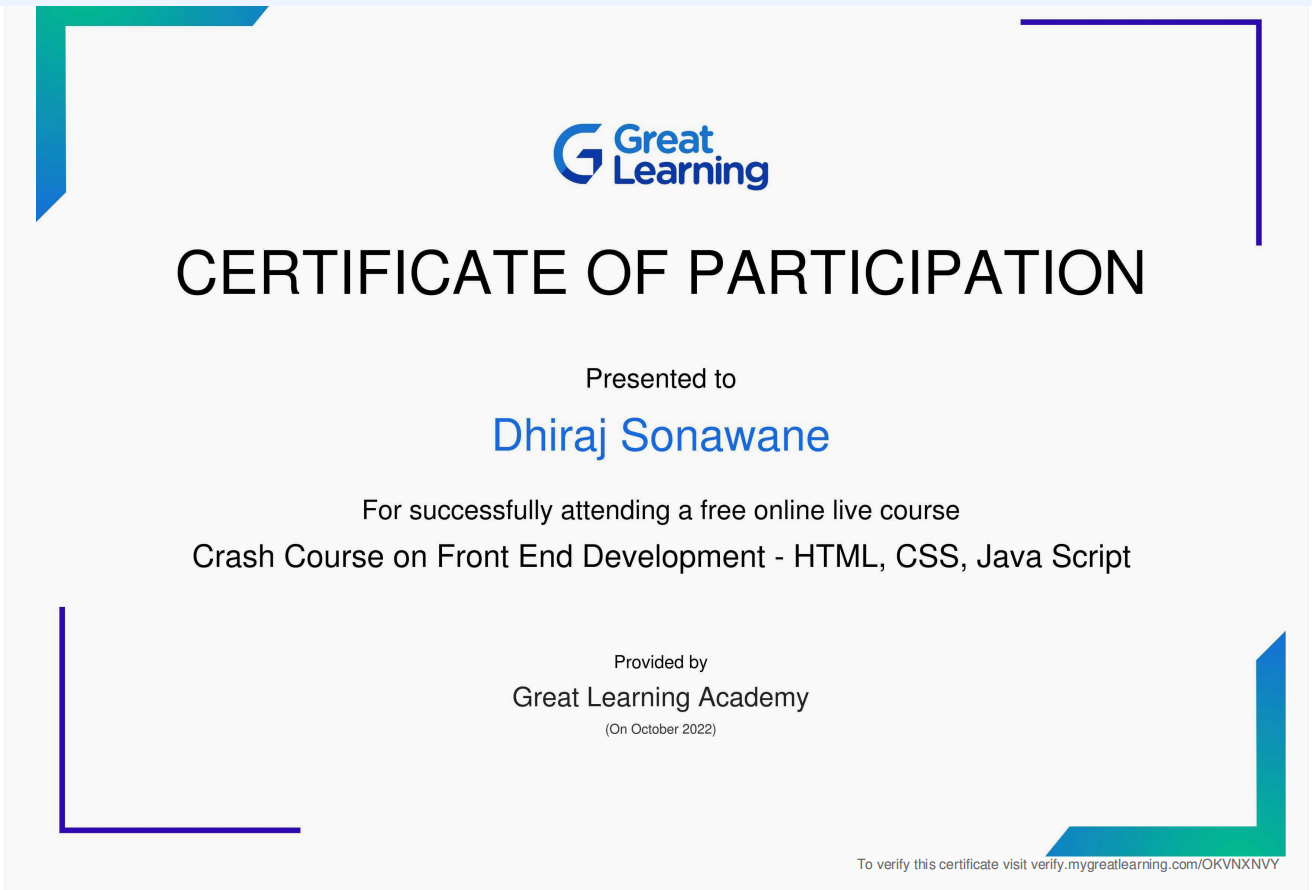 Great
Learning
CERTIFICATE OF PARTICIPATION
Presented to
Dhiraj Sonawane
For successfully attending a free online live course
Crash Course on Front End Development - HTML, CSS, Java Script
Provided by
Great Learning Academy
(On October 2022)
To verify this certificate visit verify.mygreatlearning.com/OKVNXNVY